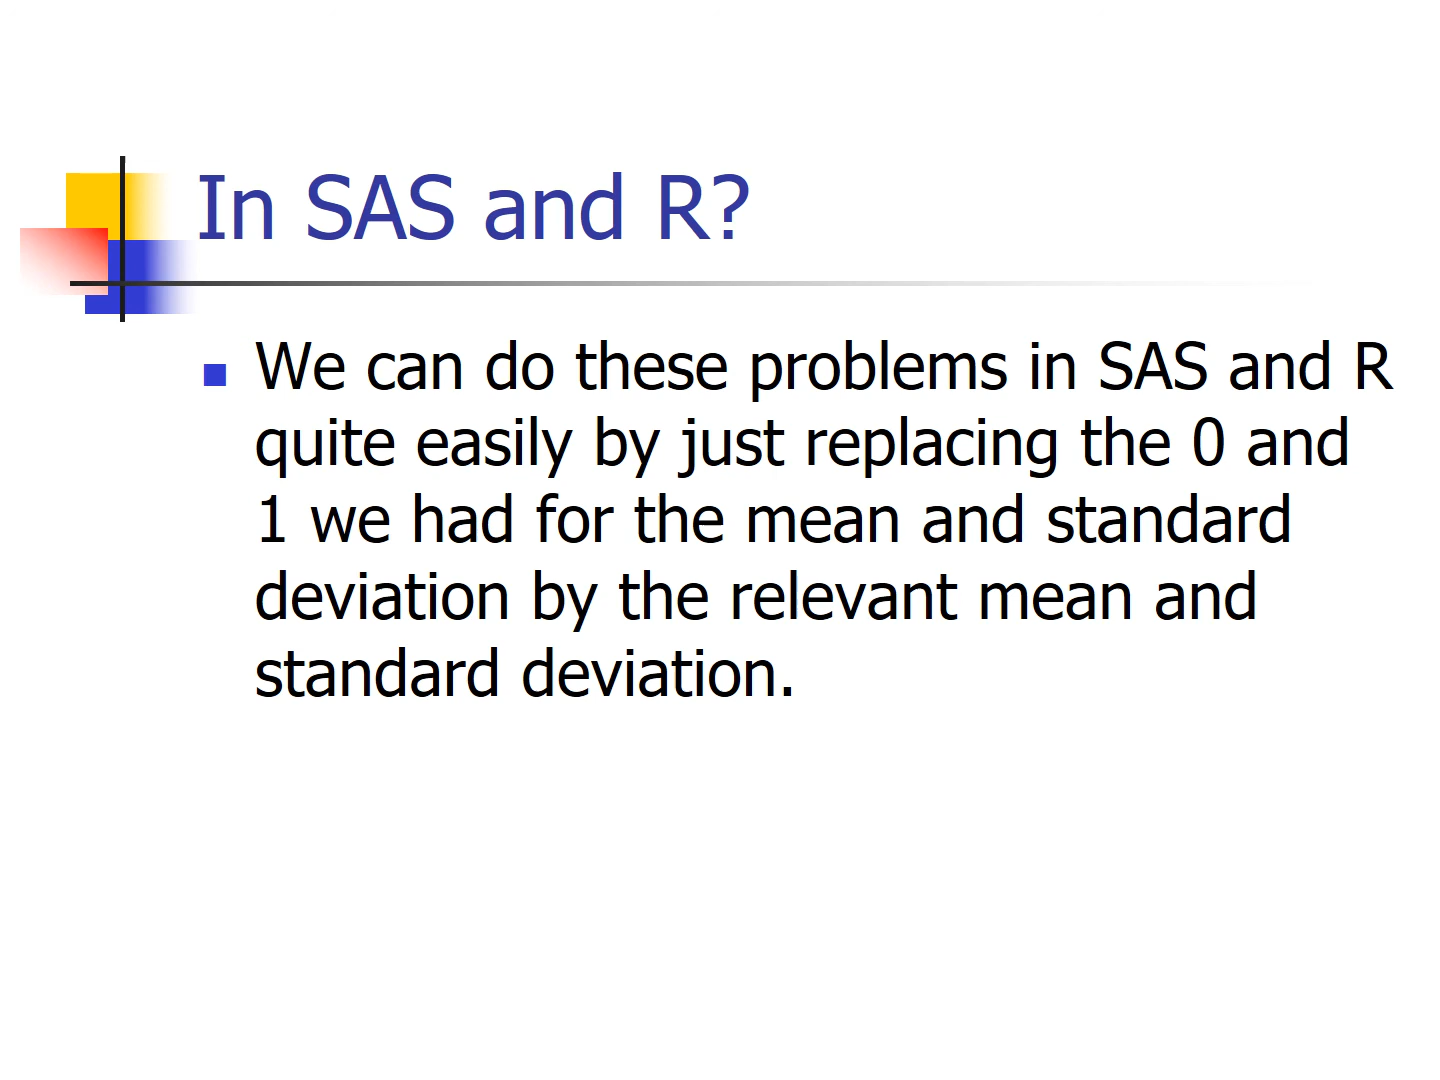 In SAS and R?
We can do these problems in SAS and R
quite easily by just replacing the 0 and
1 we had for the mean and standard
deviation by the relevant mean and
standard deviation.